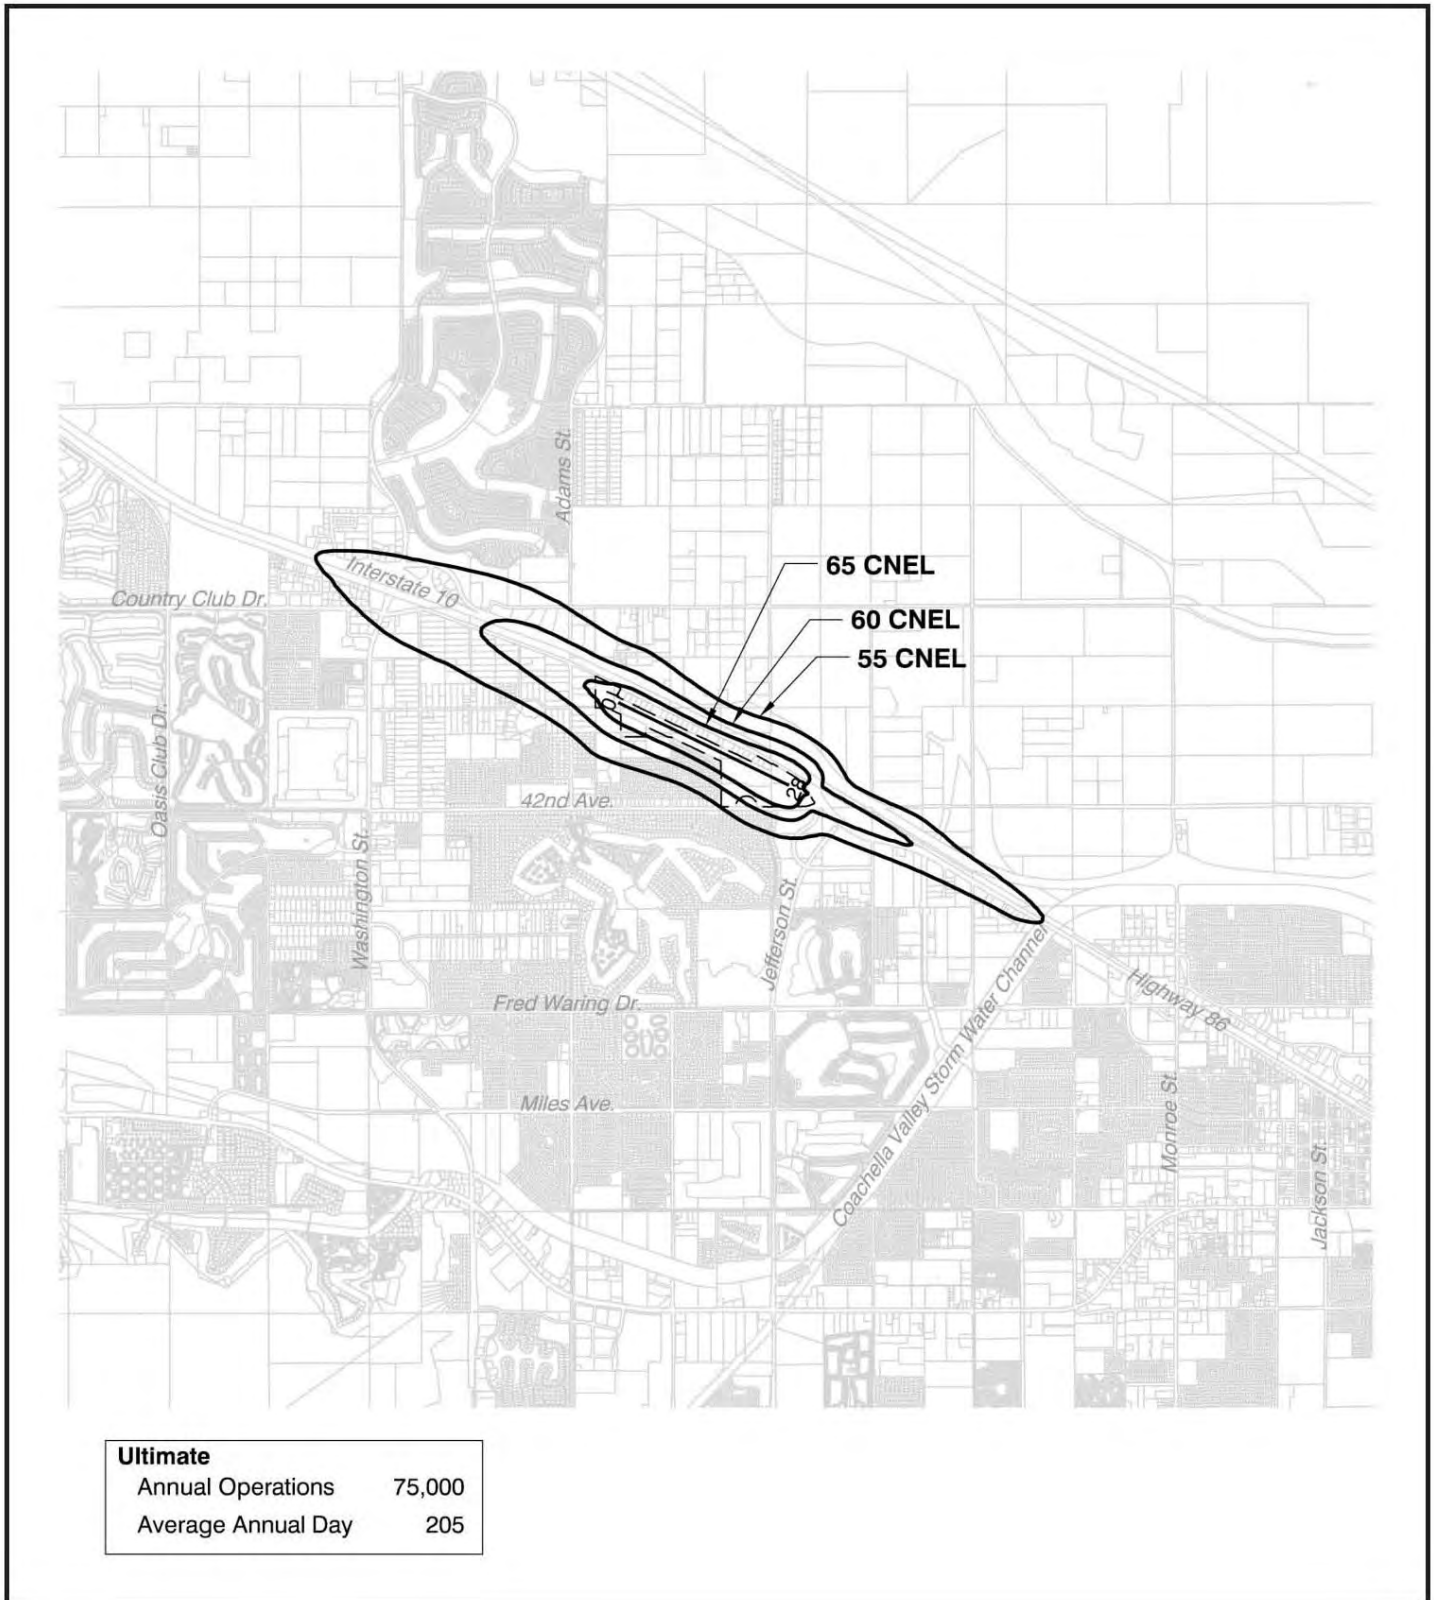 Adams St.
65 CNEL
Interstate 10
Country Club Dr.
60 CNEL
55 CNEL
10
Oasis Club Dr.
28
42nd Ave.
Washington St.
Jefferson St.
Fred Waring Dr.
Highway 86
Coachella Valley Storm Water Channel
Miles Ave.
Monroe St.
Jackson St.
Ultimate
Annual Operations 75,000
Average Annual Day 205